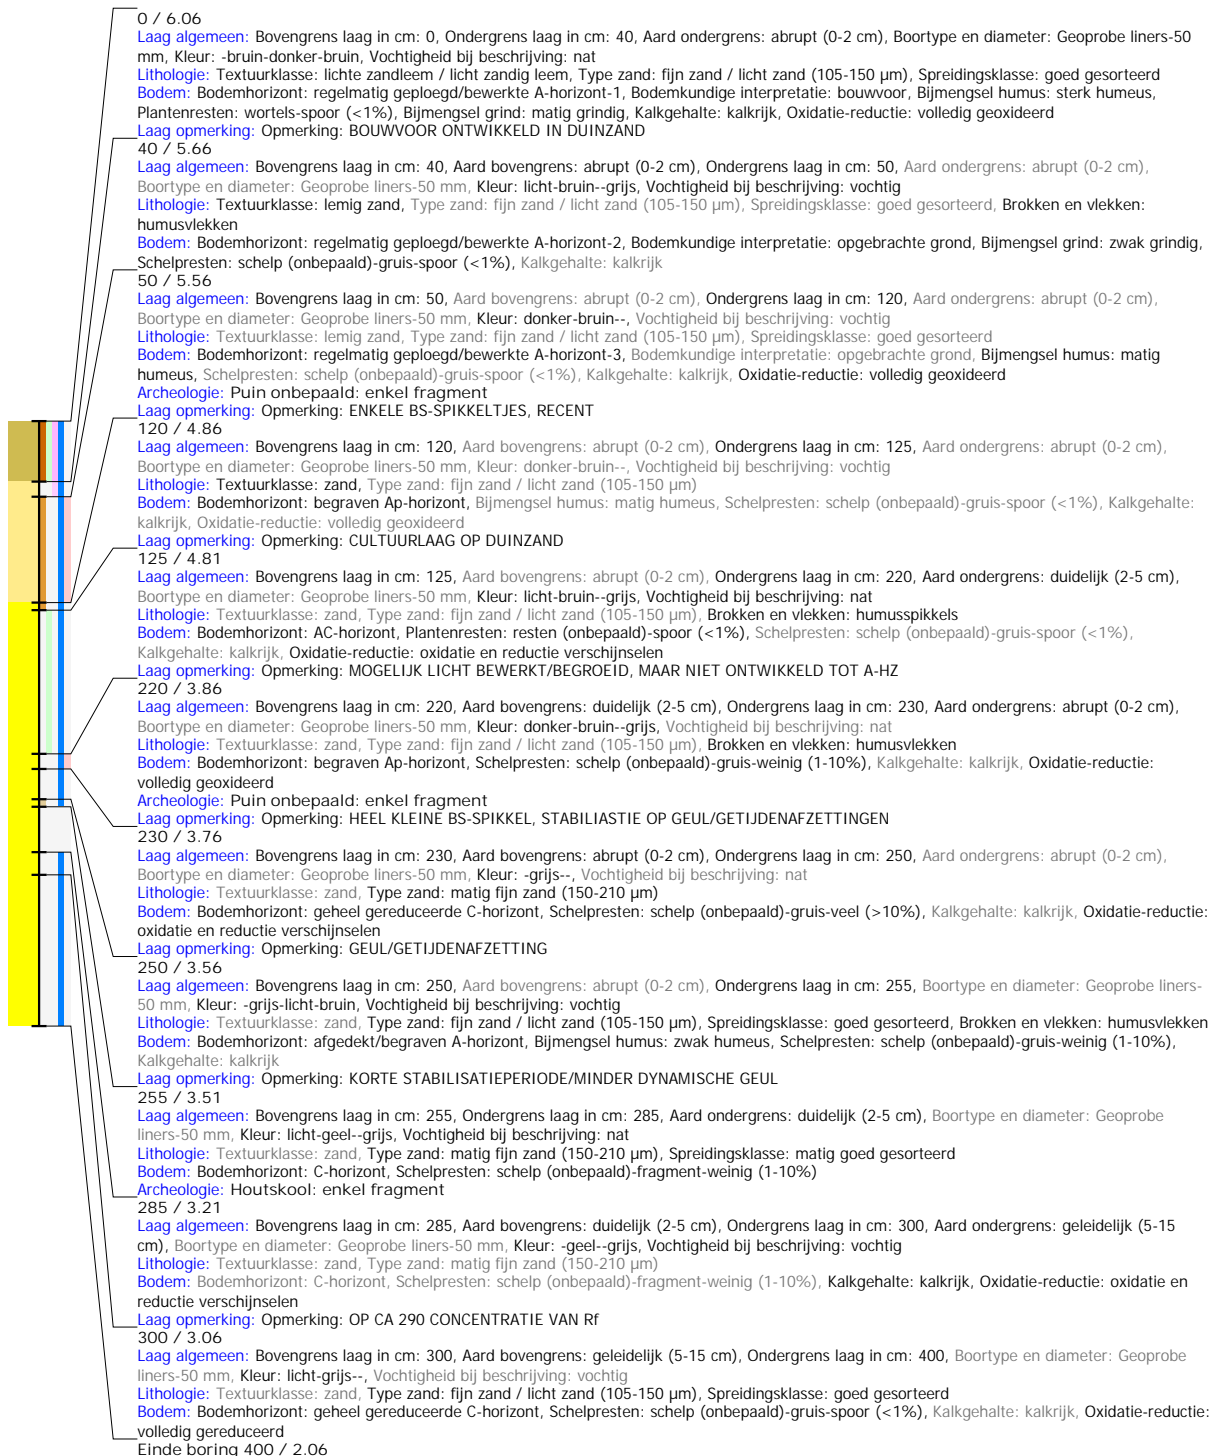 0 / 6.06
Laag algemeen: Bovengrens laag in cm: 0, Ondergrens laag in cm: 40, Aard ondergrens: abrupt (0-2 cm), Boortype en diameter: Geoprobe liners-50
mm, Kleur: -bruin-donker-bruin, Vochtigheid bij beschrijving: nat
Lithologie: Textuurklasse: lichte zandleem / licht zandig leem, Type zand: fijn zand / licht zand (105-150 µm), Spreidingsklasse: goed gesorteerd
Bodem: Bodemhorizont: regelmatig geploegd/bewerkte A-horizont-1, Bodemkundige interpretatie: bouwvoor, Bijmengsel humus: sterk humeus,
Plantenresten: wortels-spoor (<1%), Bijmengsel grind: matig grindig, Kalkgehalte: kalkrijk, Oxidatie-reductie: volledig geoxideerd
Laag opmerking: Opmerking: BOUWVOOR ONTWIKKELD IN DUINZAND
40 / 5.66
Laag algemeen: Bovengrens laag in cm: 40, Aard bovengrens: abrupt (0-2 cm), Ondergrens laag in cm: 50, Aard ondergrens: abrupt (0-2 cm),
Boortype en diameter: Geoprobe liners-50 mm, Kleur: licht-bruin--grijs, Vochtigheid bij beschrijving: vochtig
Lithologie: Textuurklasse: lemig zand, Type zand: fijn zand / licht zand (105-150 µm), Spreidingsklasse: goed gesorteerd, Brokken en vlekken:
humusvlekken
Bodem: Bodemhorizont: regelmatig geploegd/bewerkte A-horizont-2, Bodemkundige interpretatie: opgebrachte grond, Bijmengsel grind: zwak grindig,
Schelpresten: schelp (onbepaald)-gruis-spoor (<1%), Kalkgehalte: kalkrijk
50 / 5.56
Laag algemeen: Bovengrens laag in cm: 50, Aard bovengrens: abrupt (0-2 cm), Ondergrens laag in cm: 120, Aard ondergrens: abrupt (0-2 cm),
Boortype en diameter: Geoprobe liners-50 mm, Kleur: donker-bruin--, Vochtigheid bij beschrijving: vochtig
Lithologie: Textuurklasse: lemig zand, Type zand: fijn zand / licht zand (105-150 µm), Spreidingsklasse: goed gesorteerd
Bodem: Bodemhorizont: regelmatig geploegd/bewerkte A-horizont-3, Bodemkundige interpretatie: opgebrachte grond, Bijmengsel humus: matig
humeus, Schelpresten: schelp (onbepaald)-gruis-spoor (<1%), Kalkgehalte: kalkrijk, Oxidatie-reductie: volledig geoxideerd
Archeologie: Puin onbepaald: enkel fragment
Laag opmerking: Opmerking: ENKELE BS-SPIKKELTJES, RECENT
120 / 4.86
Laag algemeen: Bovengrens laag in cm: 120, Aard bovengrens: abrupt (0-2 cm), Ondergrens laag in cm: 125, Aard ondergrens: abrupt (0-2 cm),
Boortype en diameter: Geoprobe liners-50 mm, Kleur: donker-bruin--, Vochtigheid bij beschrijving: vochtig
Lithologie: Textuurklasse: zand, Type zand: fijn zand / licht zand (105-150 µm)
Bodem: Bodemhorizont: begraven Ap-horizont, Bijmengsel humus: matig humeus, Schelpresten: schelp (onbepaald)-gruis-spoor (<1%), Kalkgehalte:
kalkrijk, Oxidatie-reductie: volledig geoxideerd
Laag opmerking: Opmerking: CULTUURLAAG OP DUINZAND
125 / 4.81
Laag algemeen: Bovengrens laag in cm: 125, Aard bovengrens: abrupt (0-2 cm), Ondergrens laag in cm: 220, Aard ondergrens: duidelijk (2-5 cm),
Boortype en diameter: Geoprobe liners-50 mm, Kleur: licht-bruin--grijs, Vochtigheid bij beschrijving: nat
Lithologie: Textuurklasse: zand, Type zand: fijn zand / licht zand (105-150 µm), Brokken en vlekken: humusspikkels
Bodem: Bodemhorizont: AC-horizont, Plantenresten: resten (onbepaald)-spoor (<1%), Schelpresten: schelp (onbepaald)-gruis-spoor (<1%),
Kalkgehalte: kalkrijk, Oxidatie-reductie: oxidatie en reductie verschijnselen
Laag opmerking: Opmerking: MOGELIJK LICHT BEWERKT/BEGROEID, MAAR NIET ONTWIKKELD TOT A-HZ
220 / 3.86
Laag algemeen: Bovengrens laag in cm: 220, Aard bovengrens: duidelijk (2-5 cm), Ondergrens laag in cm: 230, Aard ondergrens: abrupt (0-2 cm),
Boortype en diameter: Geoprobe liners-50 mm, Kleur: donker-bruin--grijs, Vochtigheid bij beschrijving: nat
Lithologie: Textuurklasse: zand, Type zand: fijn zand / licht zand (105-150 µm), Brokken en vlekken: humusvlekken
Bodem: Bodemhorizont: begraven Ap-horizont, Schelpresten: schelp (onbepaald)-gruis-weinig (1-10%), Kalkgehalte: kalkrijk, Oxidatie-reductie:
volledig geoxideerd
Archeologie: Puin onbepaald: enkel fragment
Laag opmerking: Opmerking: HEEL KLEINE BS-SPIKKEL, STABILIASTIE OP GEUL/GETIJDENAFZETTINGEN
230 / 3.76
Laag algemeen: Bovengrens laag in cm: 230, Aard bovengrens: abrupt (0-2 cm), Ondergrens laag in cm: 250, Aard ondergrens: abrupt (0-2 cm),
Boortype en diameter: Geoprobe liners-50 mm, Kleur: -grijs--, Vochtigheid bij beschrijving: nat
Lithologie: Textuurklasse: zand, Type zand: matig fijn zand (150-210 µm)
Bodem: Bodemhorizont: geheel gereduceerde C-horizont, Schelpresten: schelp (onbepaald)-gruis-veel (>10%), Kalkgehalte: kalkrijk, Oxidatie-reductie:
oxidatie en reductie verschijnselen
Laag opmerking: Opmerking: GEUL/GETIJDENAFZETTING
250 / 3.56
Laag algemeen: Bovengrens laag in cm: 250, Aard bovengrens: abrupt (0-2 cm), Ondergrens laag in cm: 255, Boortype en diameter: Geoprobe liners-
50 mm, Kleur: -grijs-licht-bruin, Vochtigheid bij beschrijving: vochtig
Lithologie: Textuurklasse: zand, Type zand: fijn zand / licht zand (105-150 µm), Spreidingsklasse: goed gesorteerd, Brokken en vlekken: humusvlekken
Bodem: Bodemhorizont: afgedekt/begraven A-horizont, Bijmengsel humus: zwak humeus, Schelpresten: schelp (onbepaald)-gruis-weinig (1-10%),
Kalkgehalte: kalkrijk
Laag opmerking: Opmerking: KORTE STABILISATIEPERIODE/MINDER DYNAMISCHE GEUL
255 / 3.51
Laag algemeen: Bovengrens laag in cm: 255, Ondergrens laag in cm: 285, Aard ondergrens: duidelijk (2-5 cm), Boortype en diameter: Geoprobe
liners-50 mm, Kleur: licht-geel--grijs, Vochtigheid bij beschrijving: nat
Lithologie: Textuurklasse: zand, Type zand: matig fijn zand (150-210 µm), Spreidingsklasse: matig goed gesorteerd
Bodem: Bodemhorizont: C-horizont, Schelpresten: schelp (onbepaald)-fragment-weinig (1-10%)
Archeologie: Houtskool: enkel fragment
285 / 3.21
Laag algemeen: Bovengrens laag in cm: 285, Aard bovengrens: duidelijk (2-5 cm), Ondergrens laag in cm: 300, Aard ondergrens: geleidelijk (5-15
cm), Boortype en diameter: Geoprobe liners-50 mm, Kleur: -geel--grijs, Vochtigheid bij beschrijving: vochtig
Lithologie: Textuurklasse: zand, Type zand: matig fijn zand (150-210 µm)
Bodem: Bodemhorizont: C-horizont, Schelpresten: schelp (onbepaald)-fragment-weinig (1-10%), Kalkgehalte: kalkrijk, Oxidatie-reductie: oxidatie en
reductie verschijnselen
Laag opmerking: Opmerking: OP CA 290 CONCENTRATIE VAN Rf
300 / 3.06
Laag algemeen: Bovengrens laag in cm: 300, Aard bovengrens: geleidelijk (5-15 cm), Ondergrens laag in cm: 400, Boortype en diameter: Geoprobe
liners-50 mm, Kleur: licht-grijs--, Vochtigheid bij beschrijving: vochtig
Lithologie: Textuurklasse: zand, Type zand: fijn zand / licht zand (105-150 µm), Spreidingsklasse: goed gesorteerd
Bodem: Bodemhorizont: geheel gereduceerde C-horizont, Schelpresten: schelp (onbepaald)-gruis-spoor (<1%), Kalkgehalte: kalkrijk, Oxidatie-reductie:
volledig gereduceerd
Einde boring 400 / 2.06